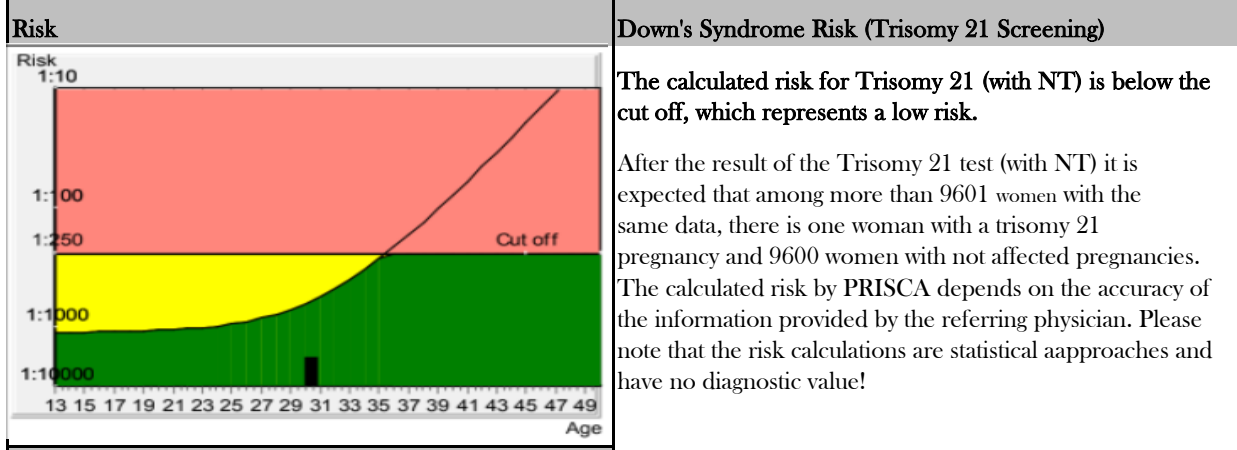 Risk
Down's Syndrome Risk (Trisomy 21 Screening)
Risk
1:10
1:100
1:250
Cut off
1:1000
1:10000
13 15 17 19 21 23 25 27 29 31 33 35 37 39 41 43 45 47 49
Age
The calculated risk for Trisomy 21 (with NT) is below the
cut off, which represents a low risk.
After the result of the Trisomy 21 test (with NT) it is
expected that among more than 9601 women with the
same data, there is one woman with a trisomy 21
pregnancy and 9600 women with not affected pregnancies.
The calculated risk by PRISCA depends on the accuracy of
the information provided by the referring physician. Please
note that the risk calculations are statistical aapproaches and
have no diagnostic value!